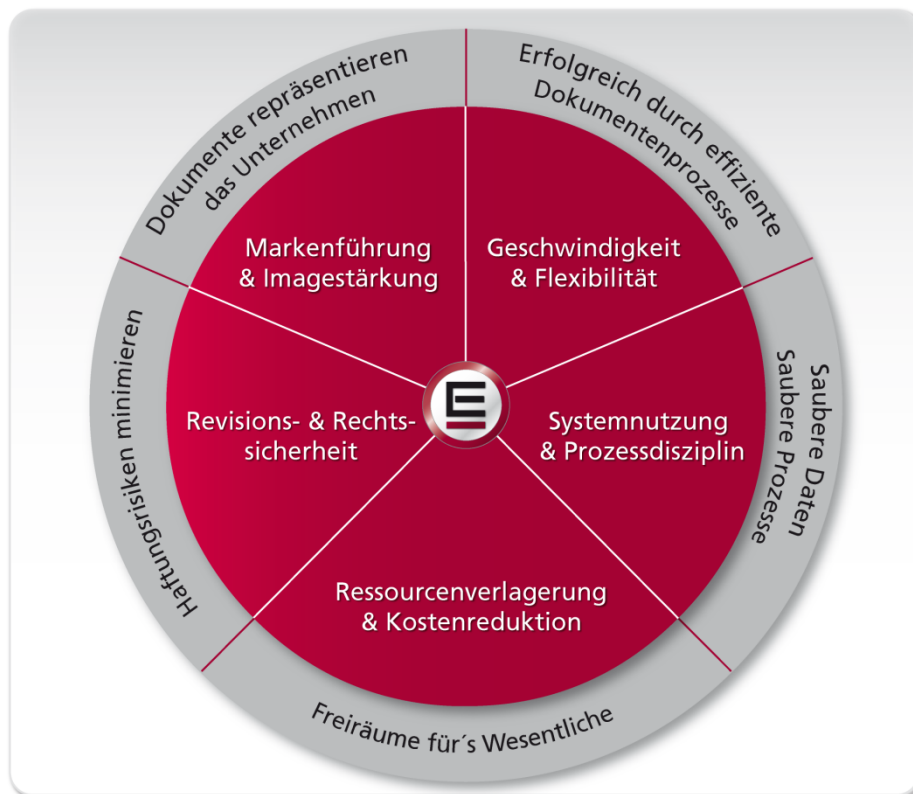 Dokumente repräsentieren
das Unternehmen
Erfolgreich durch effiziente
Dokumentenprozesse
Markenführung
& Imagestärkung
Geschwindigkeit
& Flexibilität
Haftungsrisiken minimieren
Revisions- & Rechts-
sicherheit
E
Systemnutzung
& Prozessdisziplin
Saubere Daten
Saubere Prozesse
Ressourcenverlagerung
& Kostenreduktion
Freiräume für´s Wesentliche